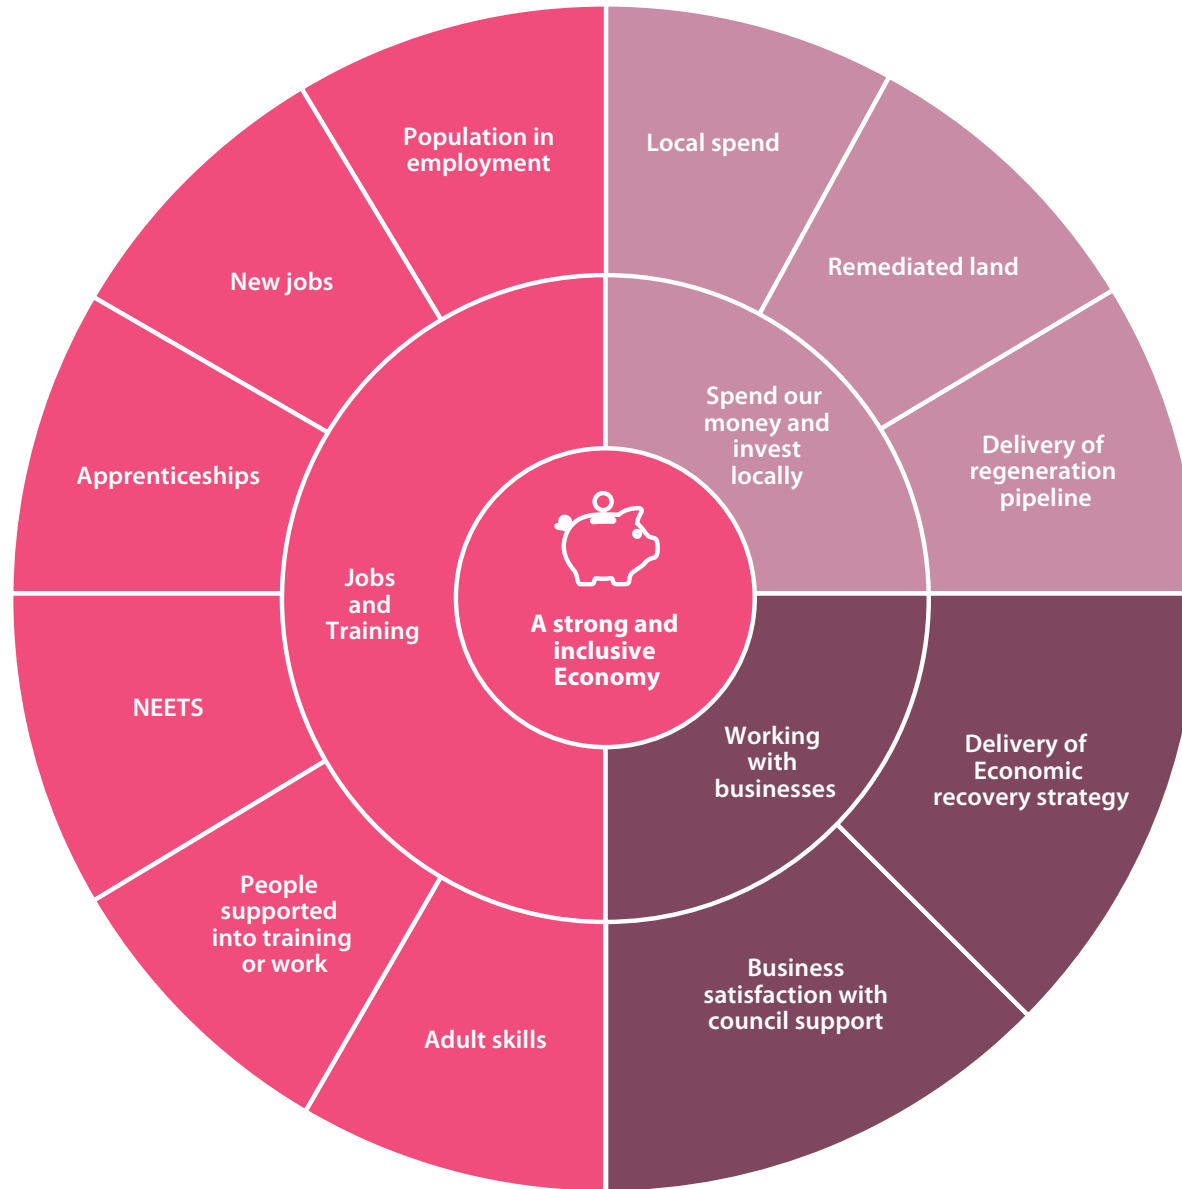 Population in
employment
Local spend
New jobs
Remediated land
Apprenticeships
Spend our
money and
invest
locally
Delivery of
regeneration
pipeline
Jobs
and
Training
A strong and
inclusive
Economy
NEETS
Working
with
businesses
Delivery of
Economic
recovery strategy
People
supported
into training
or work
Business
satisfaction with
council support
Adult skills